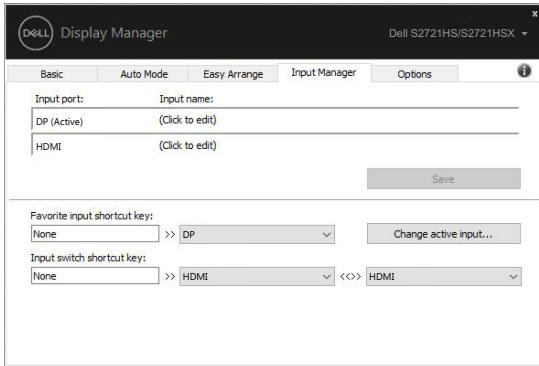 x
DELL Display Manager Dell S2721HS/S2721HSX
Basic Auto Mode Easy Arrange Input Manager Options i
Input port: Input name:
DP (Active) (Click to edit)
HDMI (Click to edit)
Save
Favorite input shortcut key:
None >> DP Change active input...
Input switch shortcut key:
None >> HDMI <<>> HDMI